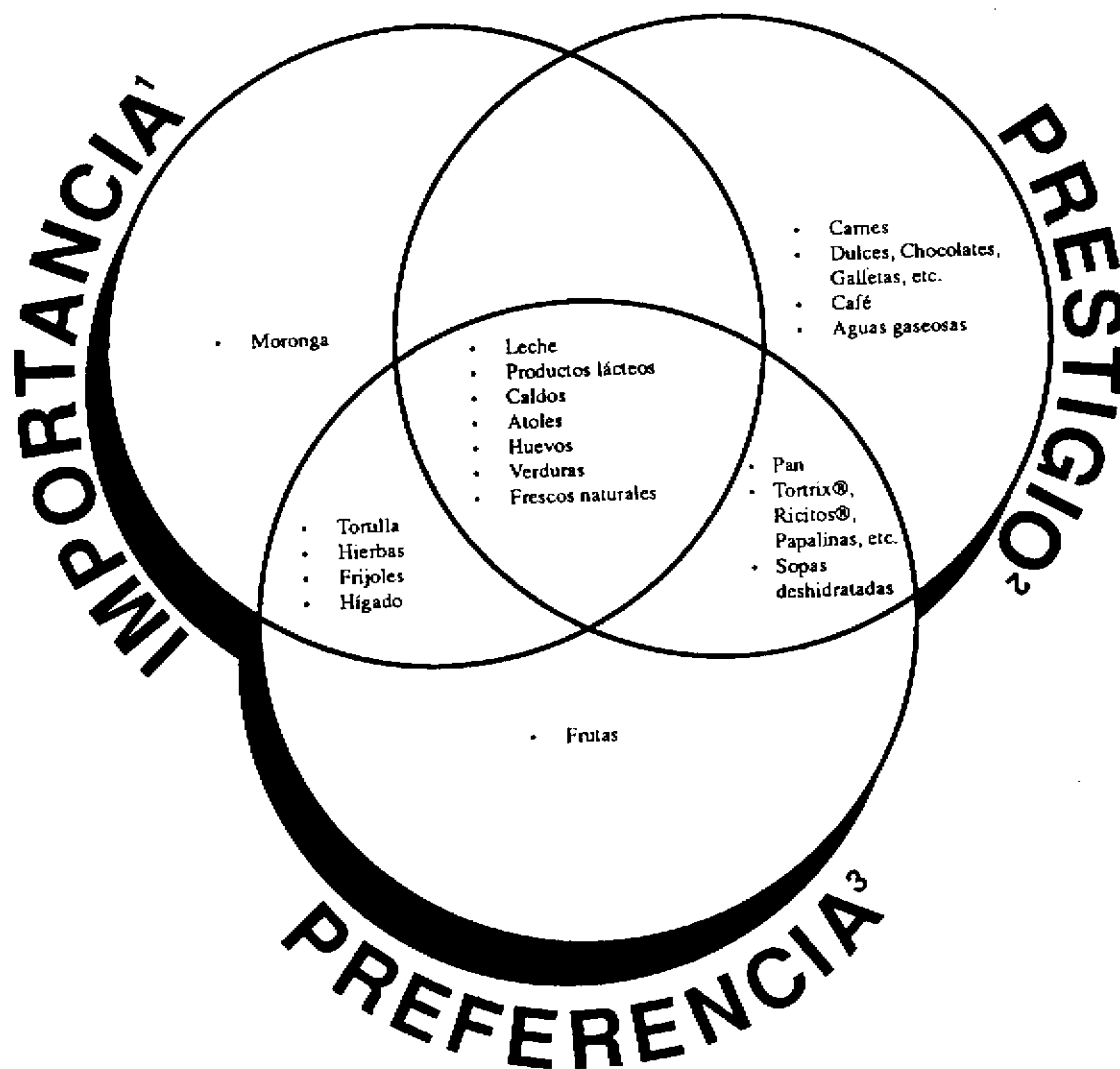 IMPORTANCIA¹
PRESTIGIO²
• Carnes
• Dulces, Chocolates,
Galletas, etc.
• Café
• Aguas gaseosas
• Moronga
• Leche
• Productos lácteos
• Caldos
• Atoles
• Huevos
• Verduras
• Frescos naturales
• Pan
• Tortrix®,
Ricitos®,
Papalinas, etc.
• Sopas
deshidratadas
• Tortilla
• Hierbas
• Frijoles
• Hígado
• Frutas
PREFERENCIA³